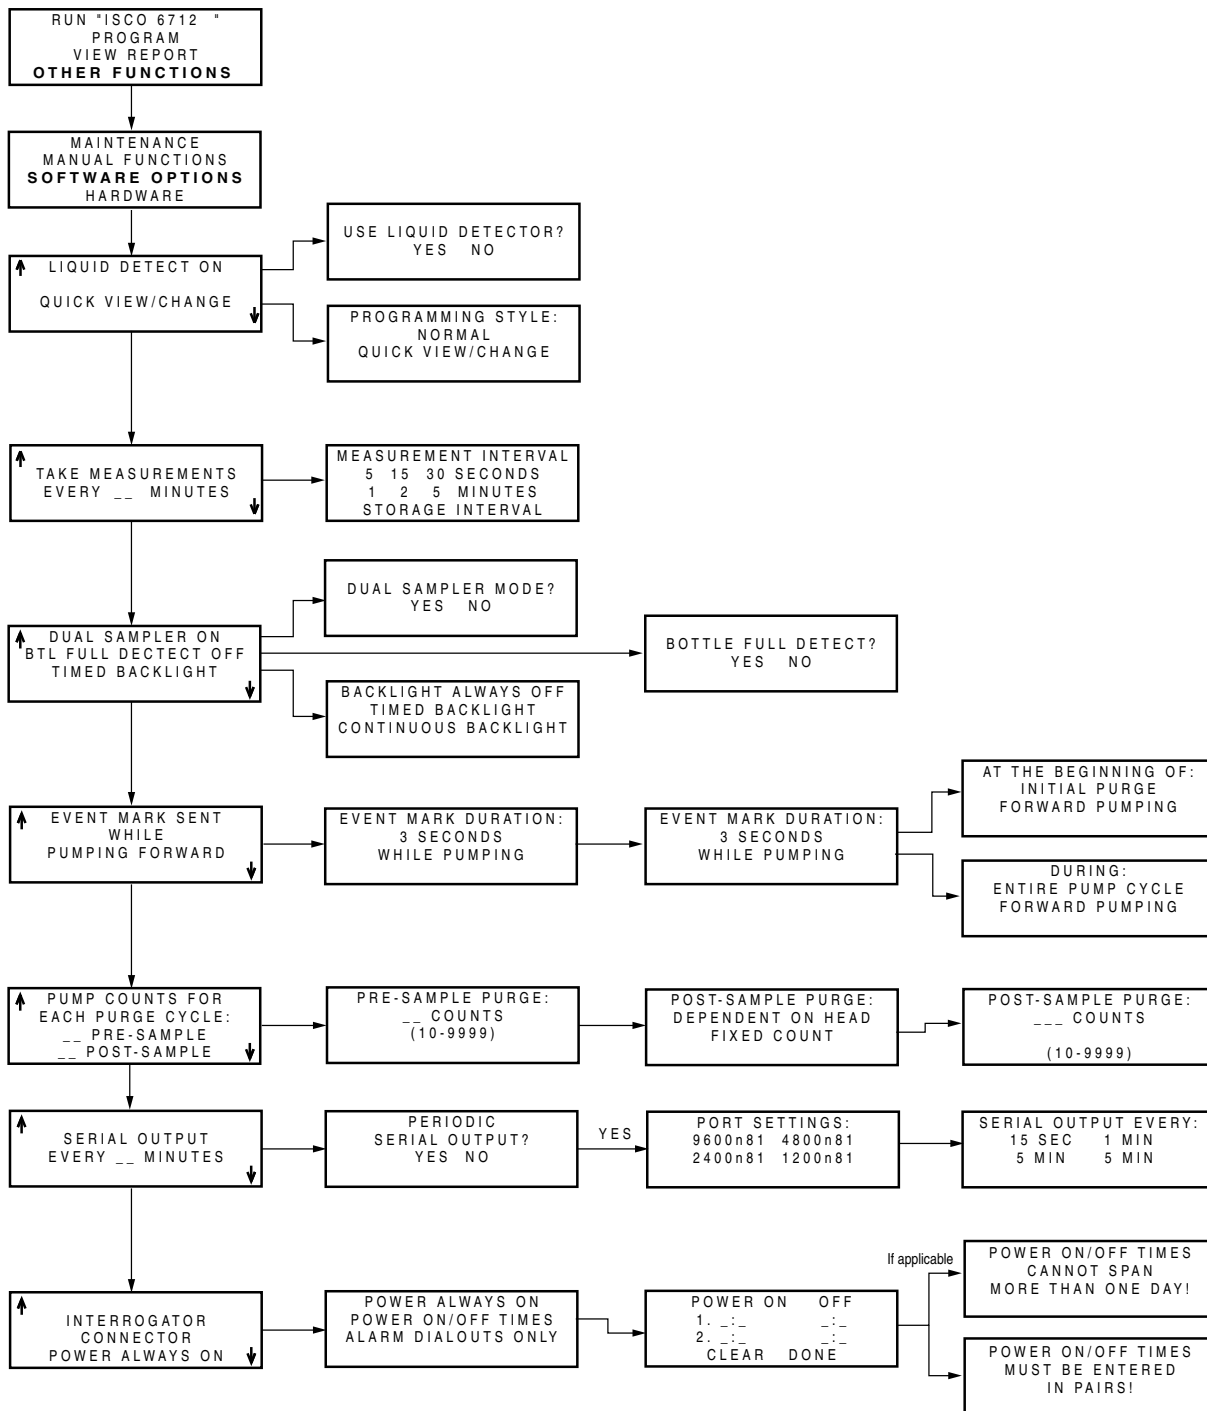 RUN "ISCO 6712 "
PROGRAM
VIEW REPORT
OTHER FUNCTIONS
MAINTENANCE
MANUAL FUNCTIONS
SOFTWARE OPTIONS
HARDWARE
LIQUID DETECT ON
QUICK VIEW/CHANGE
USE LIQUID DETECTOR?
YES NO
PROGRAMMING STYLE:
NORMAL
QUICK VIEW/CHANGE
TAKE MEASUREMENTS
EVERY __ MINUTES
MEASUREMENT INTERVAL
5 15 30 SECONDS
1 2 5 MINUTES
STORAGE INTERVAL
DUAL SAMPLER ON
BTL FULL DECTECT OFF
TIMED BACKLIGHT
DUAL SAMPLER MODE?
YES NO
BOTTLE FULL DETECT?
YES NO
BACKLIGHT ALWAYS OFF
TIMED BACKLIGHT
CONTINUOUS BACKLIGHT
EVENT MARK SENT
WHILE
PUMPING FORWARD
EVENT MARK DURATION:
3 SECONDS
WHILE PUMPING
EVENT MARK DURATION:
3 SECONDS
WHILE PUMPING
AT THE BEGINNING OF:
INITIAL PURGE
FORWARD PUMPING
DURING:
ENTIRE PUMP CYCLE
FORWARD PUMPING
PUMP COUNTS FOR
EACH PURGE CYCLE:
__ PRE-SAMPLE
__ POST-SAMPLE
PRE-SAMPLE PURGE:
__ COUNTS
(10-9999)
POST-SAMPLE PURGE:
DEPENDENT ON HEAD
FIXED COUNT
POST-SAMPLE PURGE:
___ COUNTS
(10-9999)
SERIAL OUTPUT
EVERY __ MINUTES
PERIODIC
SERIAL OUTPUT?
YES NO
YES
PORT SETTINGS:
9600n81 4800n81
2400n81 1200n81
SERIAL OUTPUT EVERY:
15 SEC 1 MIN
5 MIN 5 MIN
INTERROGATOR
CONNECTOR
POWER ALWAYS ON
POWER ALWAYS ON
POWER ON/OFF TIMES
ALARM DIALOUTS ONLY
POWER ON OFF
1. _:_ _:_
2. _:_ _:_
CLEAR DONE
If applicable
POWER ON/OFF TIMES
CANNOT SPAN
MORE THAN ONE DAY!
POWER ON/OFF TIMES
MUST BE ENTERED
IN PAIRS!